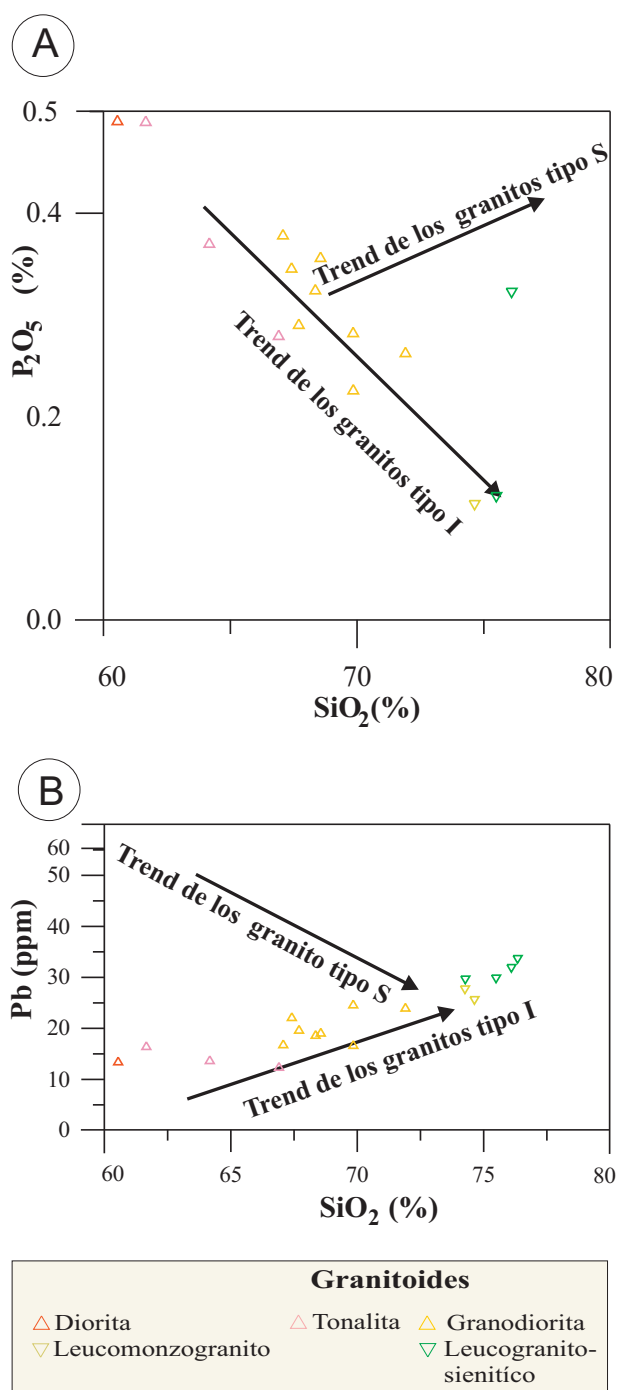 A
0.5
0.4
0.2
0.0
P2O5 (%)
Trend de los granitos tipo S
Trend de los granitos tipo I
60
70
80
SiO2(%)
B
60
50
40
30
20
10
0
Pb (ppm)
Trend de los granito tipo S
Trend de los granitos tipo I
60
65
70
75
80
SiO2 (%)
Granitoides
Diorita
Tonalita
Granodiorita
Leucomonzogranito
Leucogranito-
sienitíco